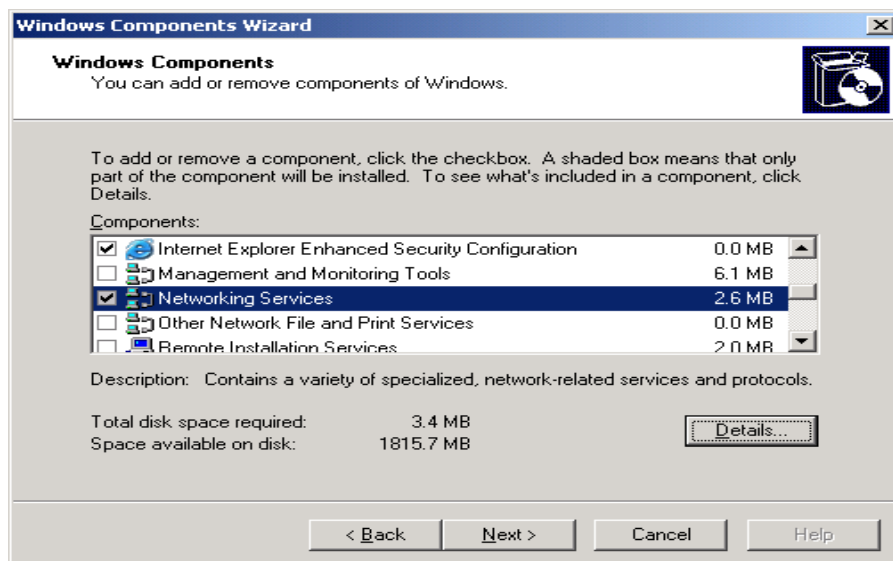 Windows Components Wizard
Windows Components
You can add or remove components of Windows.
To add or remove a component, click the checkbox. A shaded box means that only
part of the component will be installed. To see what's included in a component, click
Details.
Components:
Internet Explorer Enhanced Security Configuration 0.0 MB
Management and Monitoring Tools 6.1 MB
Networking Services 2.6 MB
Other Network File and Print Services 0.0 MB
Remote Installation Services 2.0 MB
Description: Contains a variety of specialized, network-related services and protocols.
Total disk space required: 3.4 MB
Space available on disk: 1815.7 MB
Details...
< Back Next > Cancel Help